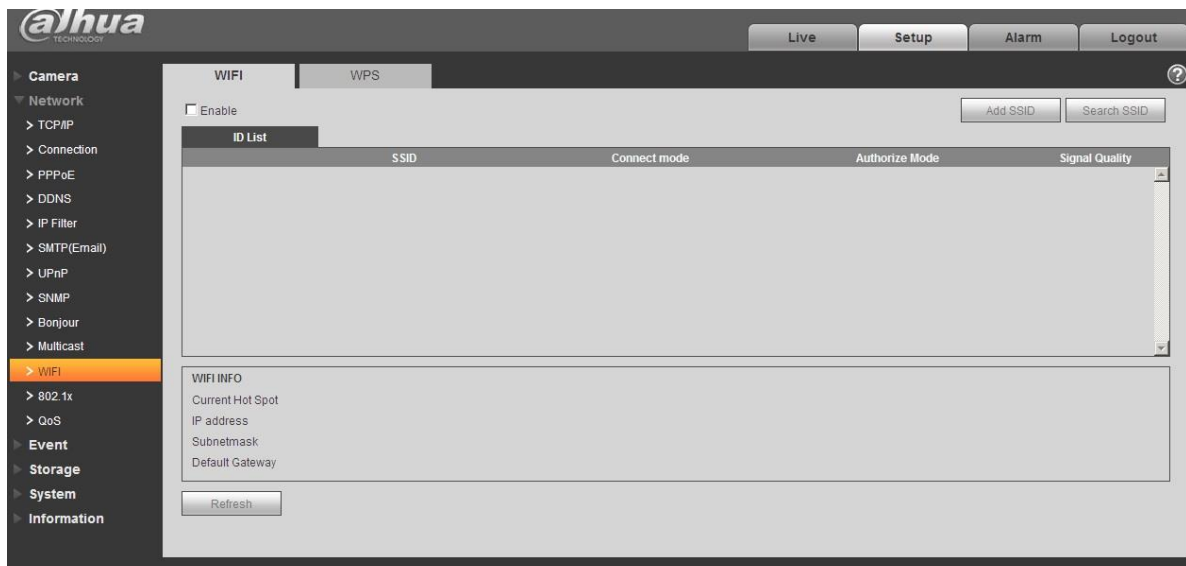 alhua
TECHNOLOGY
Live Setup Alarm Logout
Camera
Network
> TCP/IP
> Connection
> PPPoE
> DDNS
> IP Filter
> SMTP(Email)
> UPnP
> SNMP
> Bonjour
> Multicast
> WIFI
> 802.1x
> QoS
Event
Storage
System
Information
WIFI WPS
?
Enable Add SSID Search SSID
ID List
SSID Connect mode Authorize Mode Signal Quality
WIFI INFO
Current Hot Spot
IP address
Subnetmask
Default Gateway
Refresh